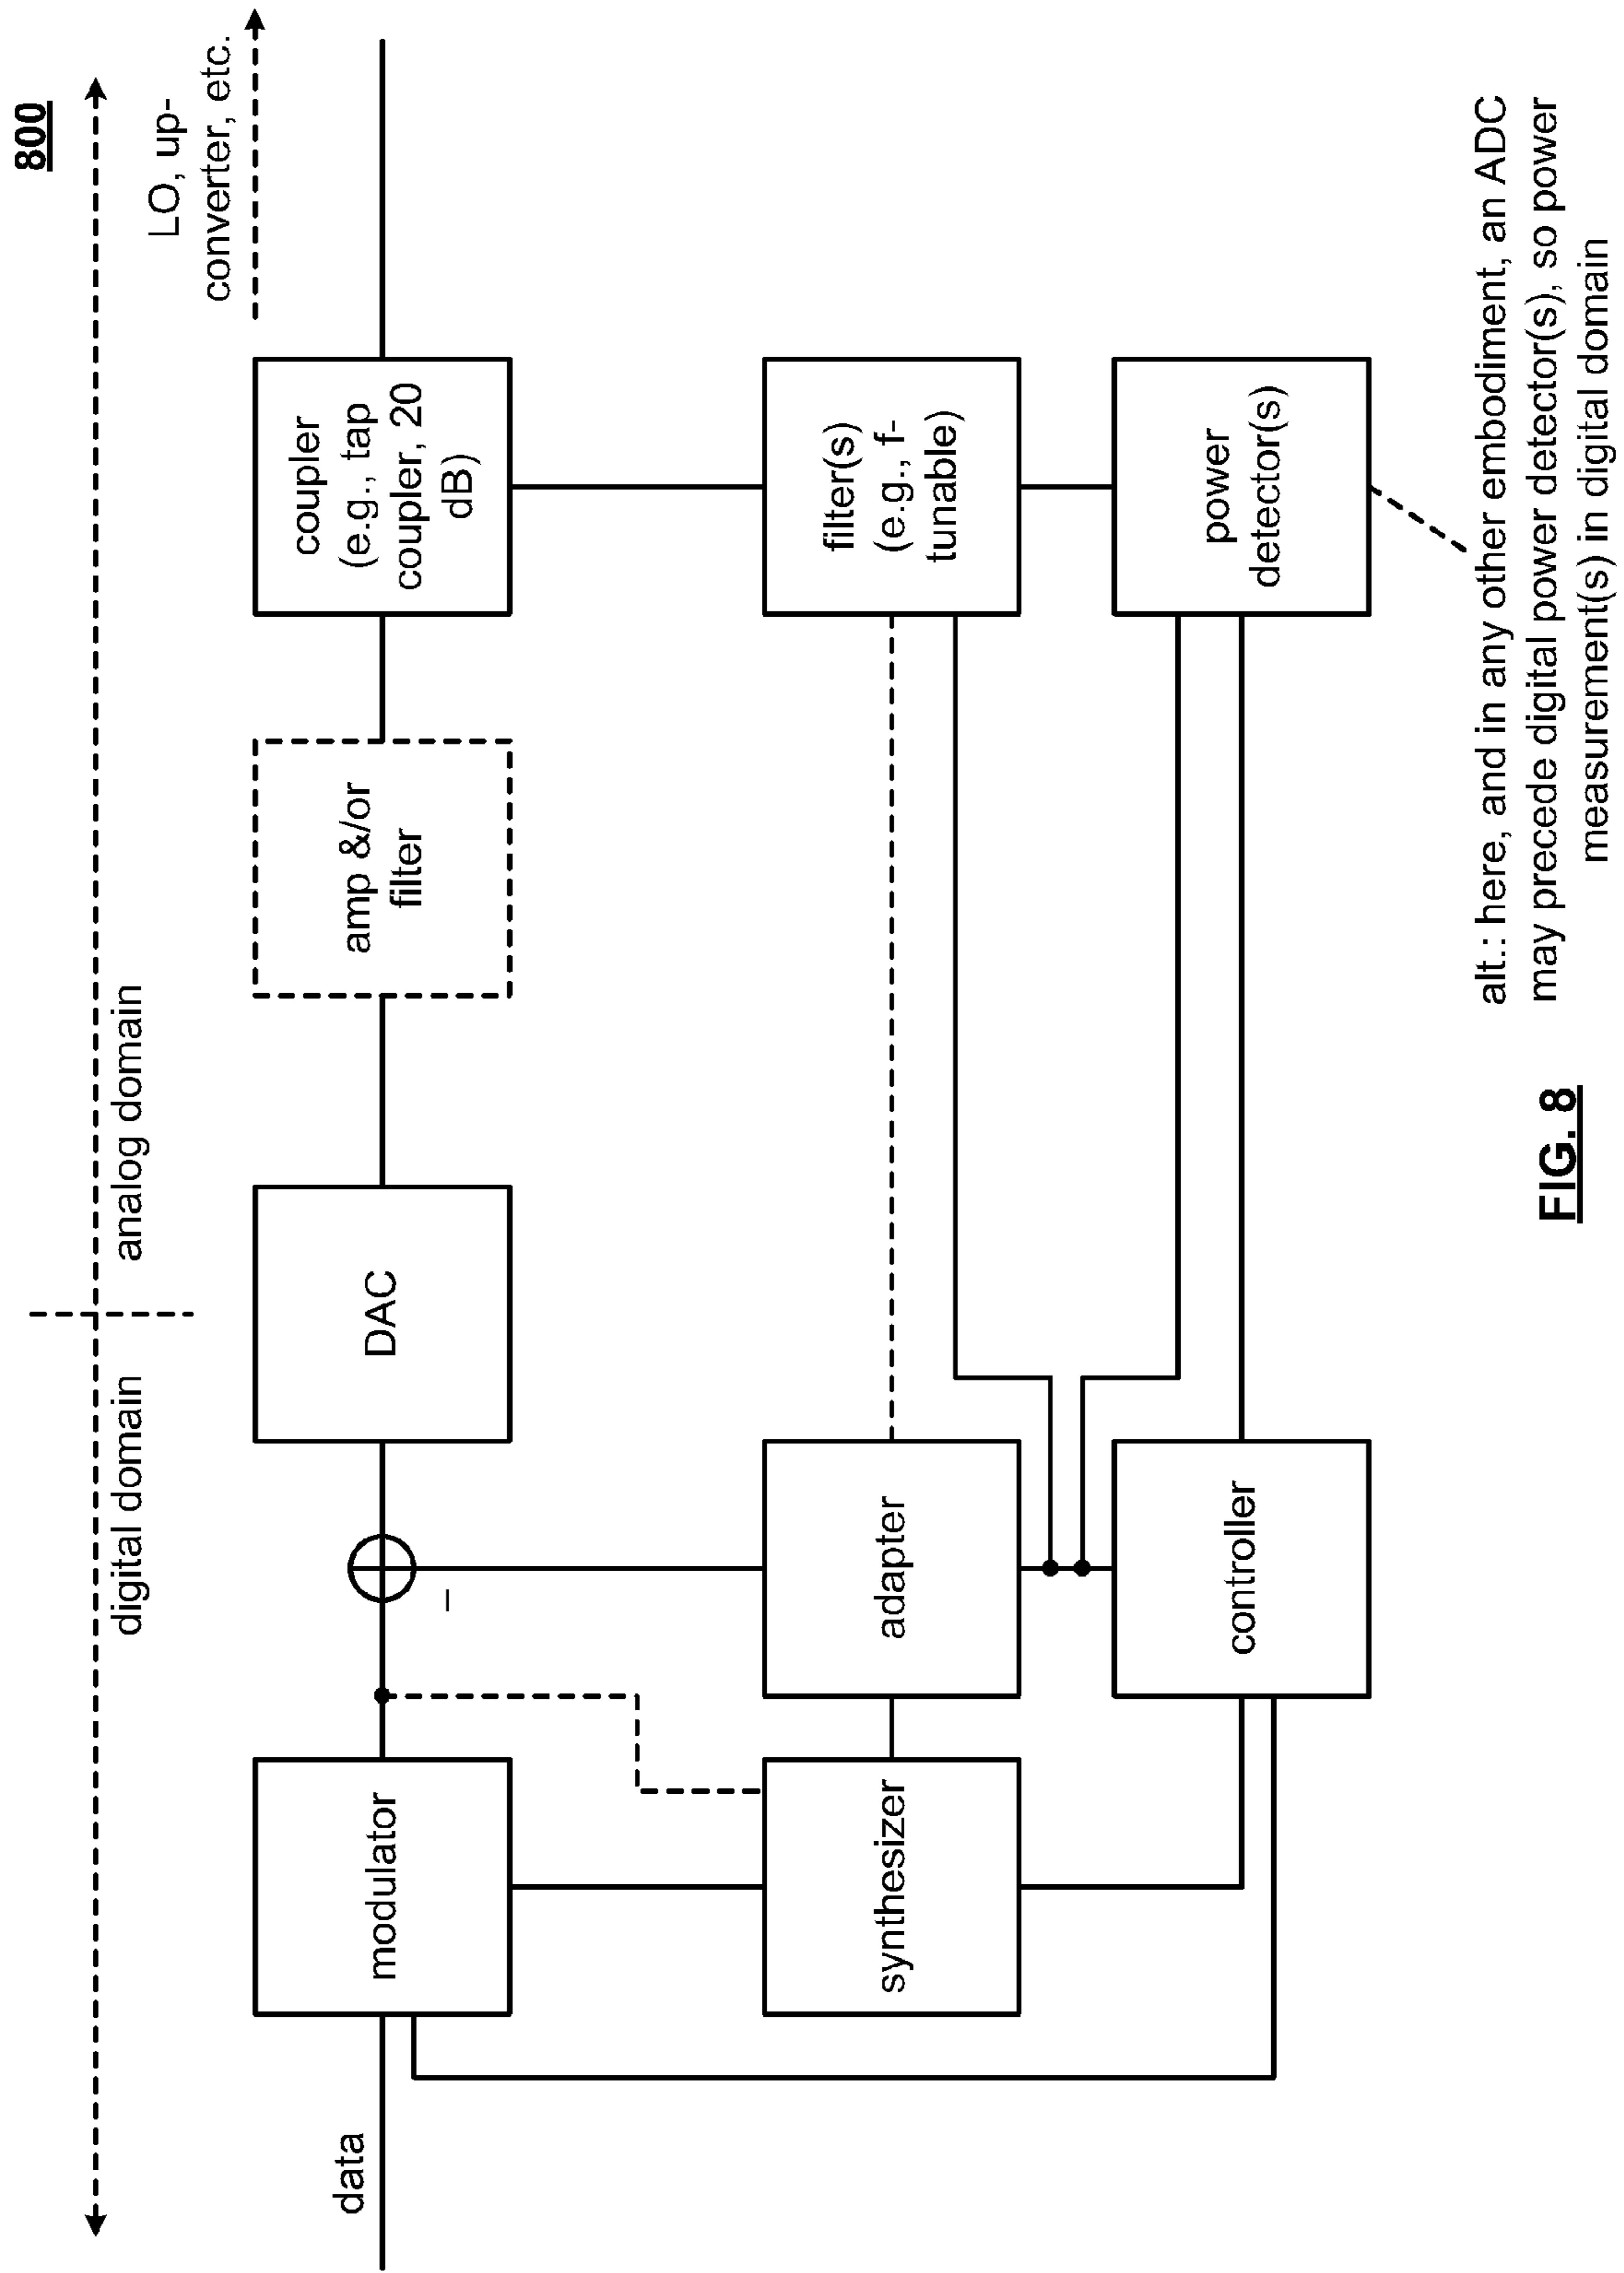 800
LO, up-
converter, etc.
digital domain
analog domain
data
modulator
DAC
amp &/or
filter
coupler
(e.g., tap
coupler, 20
dB)
–
synthesizer
adapter
filter(s)
(e.g., f-
tunable)
controller
power
detector(s)
alt.: here, and in any other embodiment, an ADC
may precede digital power detector(s), so power
measurement(s) in digital domain
FIG. 8